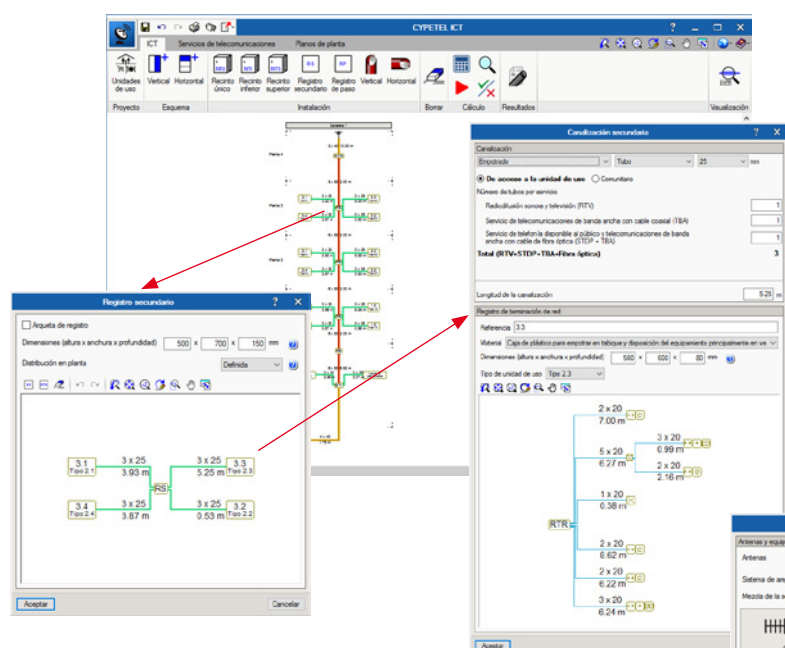 CYPETEL ICT
ICT Servicios de telecomunicaciones Planos de planta
Unidades de uso
Vertical
Horizontal
Recinto único
Recinto inferior
Recinto superior
RS
Registro secundario
RP
Registro de paso
Vertical
Horizontal
Proyecto Esquema Instalación Borrar Cálculo Resultados Visualización
Registro secundario ? X
Arqueta de registro
Dimensiones (altura x anchura x profundidad) 500 x 700 x 150 mm
Distribución en planta Definida
3.1 3 x 25 3 x 25 3.3
Tipo 2.1 3.93 m 5.25 m Tipo 2.3
RS
3.4 3 x 25 3 x 25 3.2
Tipo 2.4 3.87 m 0.53 m Tipo 2.2
Aceptar Cancelar
Canalización secundaria ? X
Canalización
Empotrada Tubo 25 mm
De acceso a la unidad de uso Comunitario
Número de tubos por servicio
Radiodifusión sonora y televisión (RTV) 1
Servicio de telecomunicaciones de banda ancha con cable coaxial (TBA) 1
Servicio de telefonía disponible al público y telecomunicaciones de banda
ancha con cable de fibra óptica (STDP + TBA) 1
Total (RTV+STDP+TBA+Fibra óptica) 3
Longitud de la canalización 5.25 m
Registro de terminación de red
Referencia 3.3
Material Caja de plástico para empotrar en tabique y disposición del equipamiento principalmente en ve
Dimensiones (altura x anchura x profundidad) 500 x 600 x 80 mm
Tipo de unidad de uso Tipo 2.3
2 x 20
7.00 m
5 x 20
6.27 m
3 x 20
0.99 m
2 x 20
2.16 m
1 x 20
0.38 m
RTR
2 x 20
8.62 m
2 x 20
6.22 m
3 x 20
6.24 m
Aceptar
Antenas y equip
Antenas
Sistema de am
Mezcla de la s